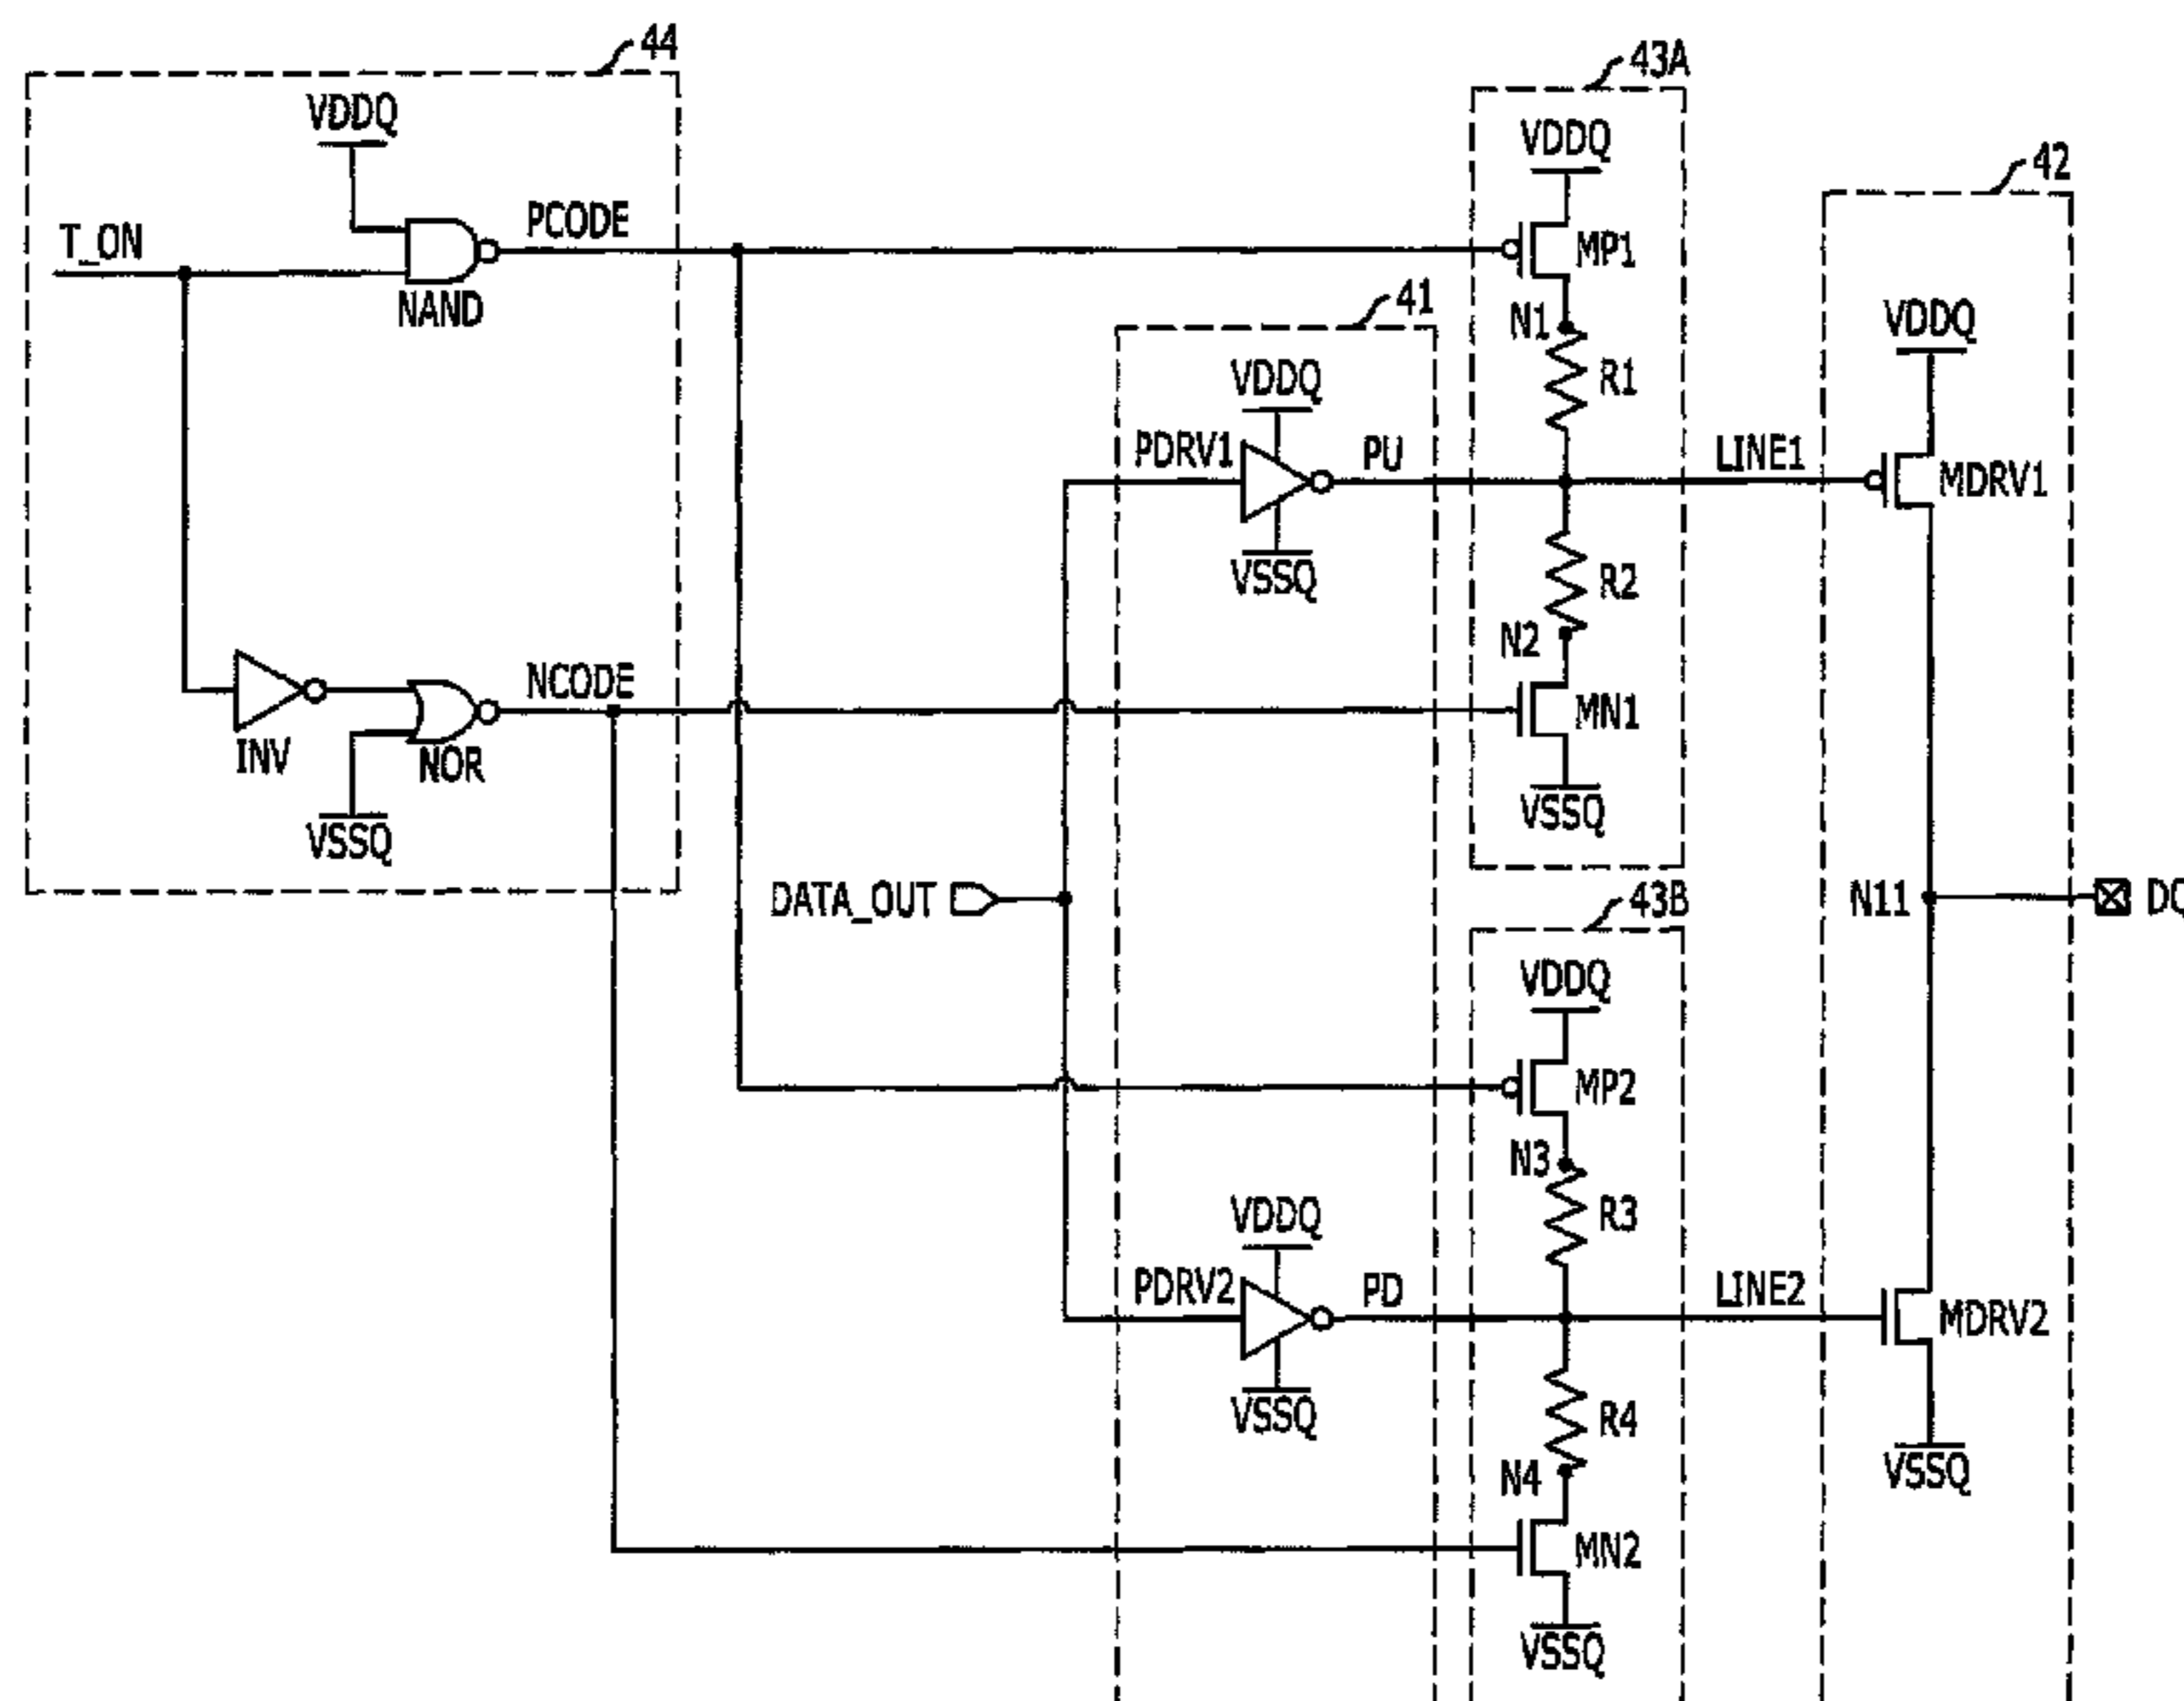 44
VDDQ
T_ON
PCODE
NAND
INV
NCODE
NOR
VSSQ
DATA_OUT
41
VDDQ
PDRV1
PU
VSSQ
VDDQ
PDRV2
PD
VSSQ
43A
VDDQ
MP1
N1
R1
R2
N2
MN1
VSSQ
43B
VDDQ
MP2
N3
R3
R4
N4
MN2
VSSQ
LINE1
LINE2
42
VDDQ
MDRV1
N11
DQ
MDRV2
VSSQ